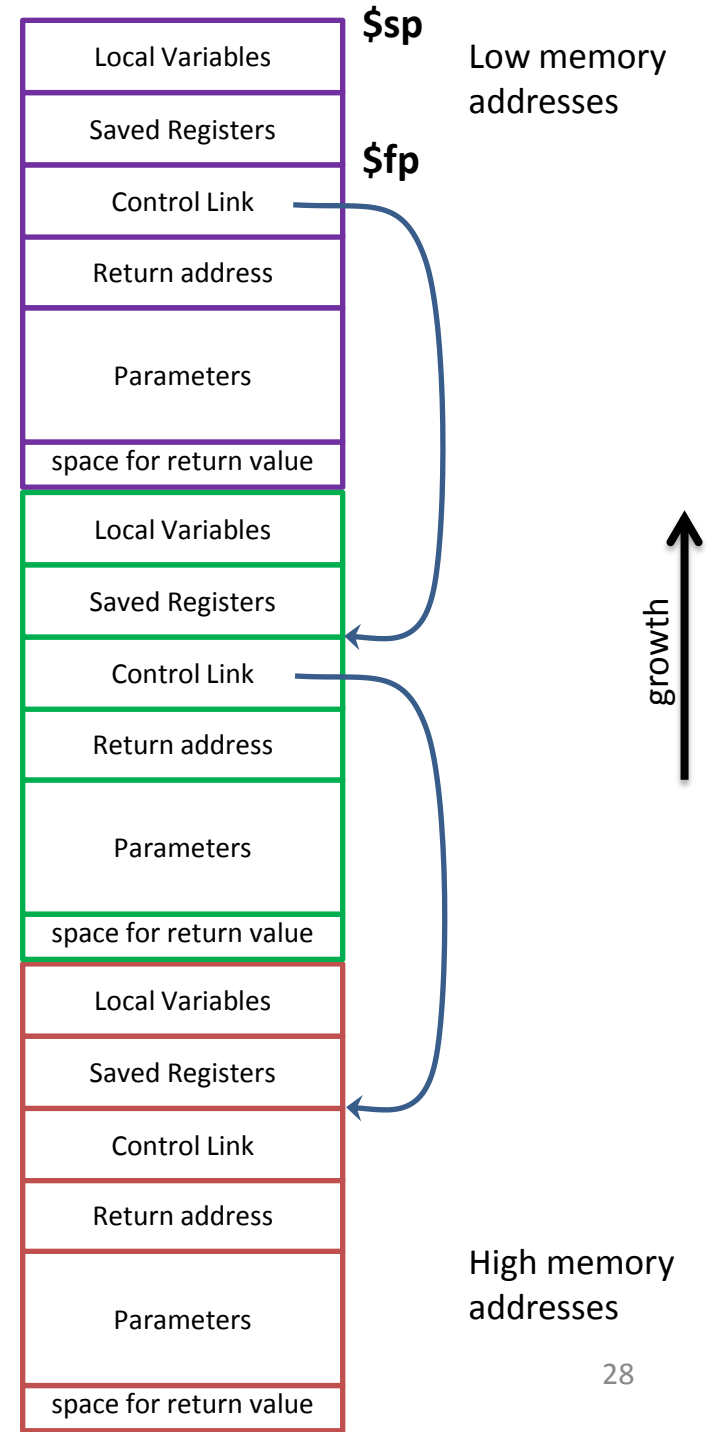 $sp
Local Variables
Low memory
addresses
Saved Registers
$fp
Control Link
Return address
Parameters
space for return value
Local Variables
Saved Registers
growth
Control Link
Return address
Parameters
space for return value
Local Variables
Saved Registers
Control Link
Return address
High memory
addresses
Parameters
28
space for return value